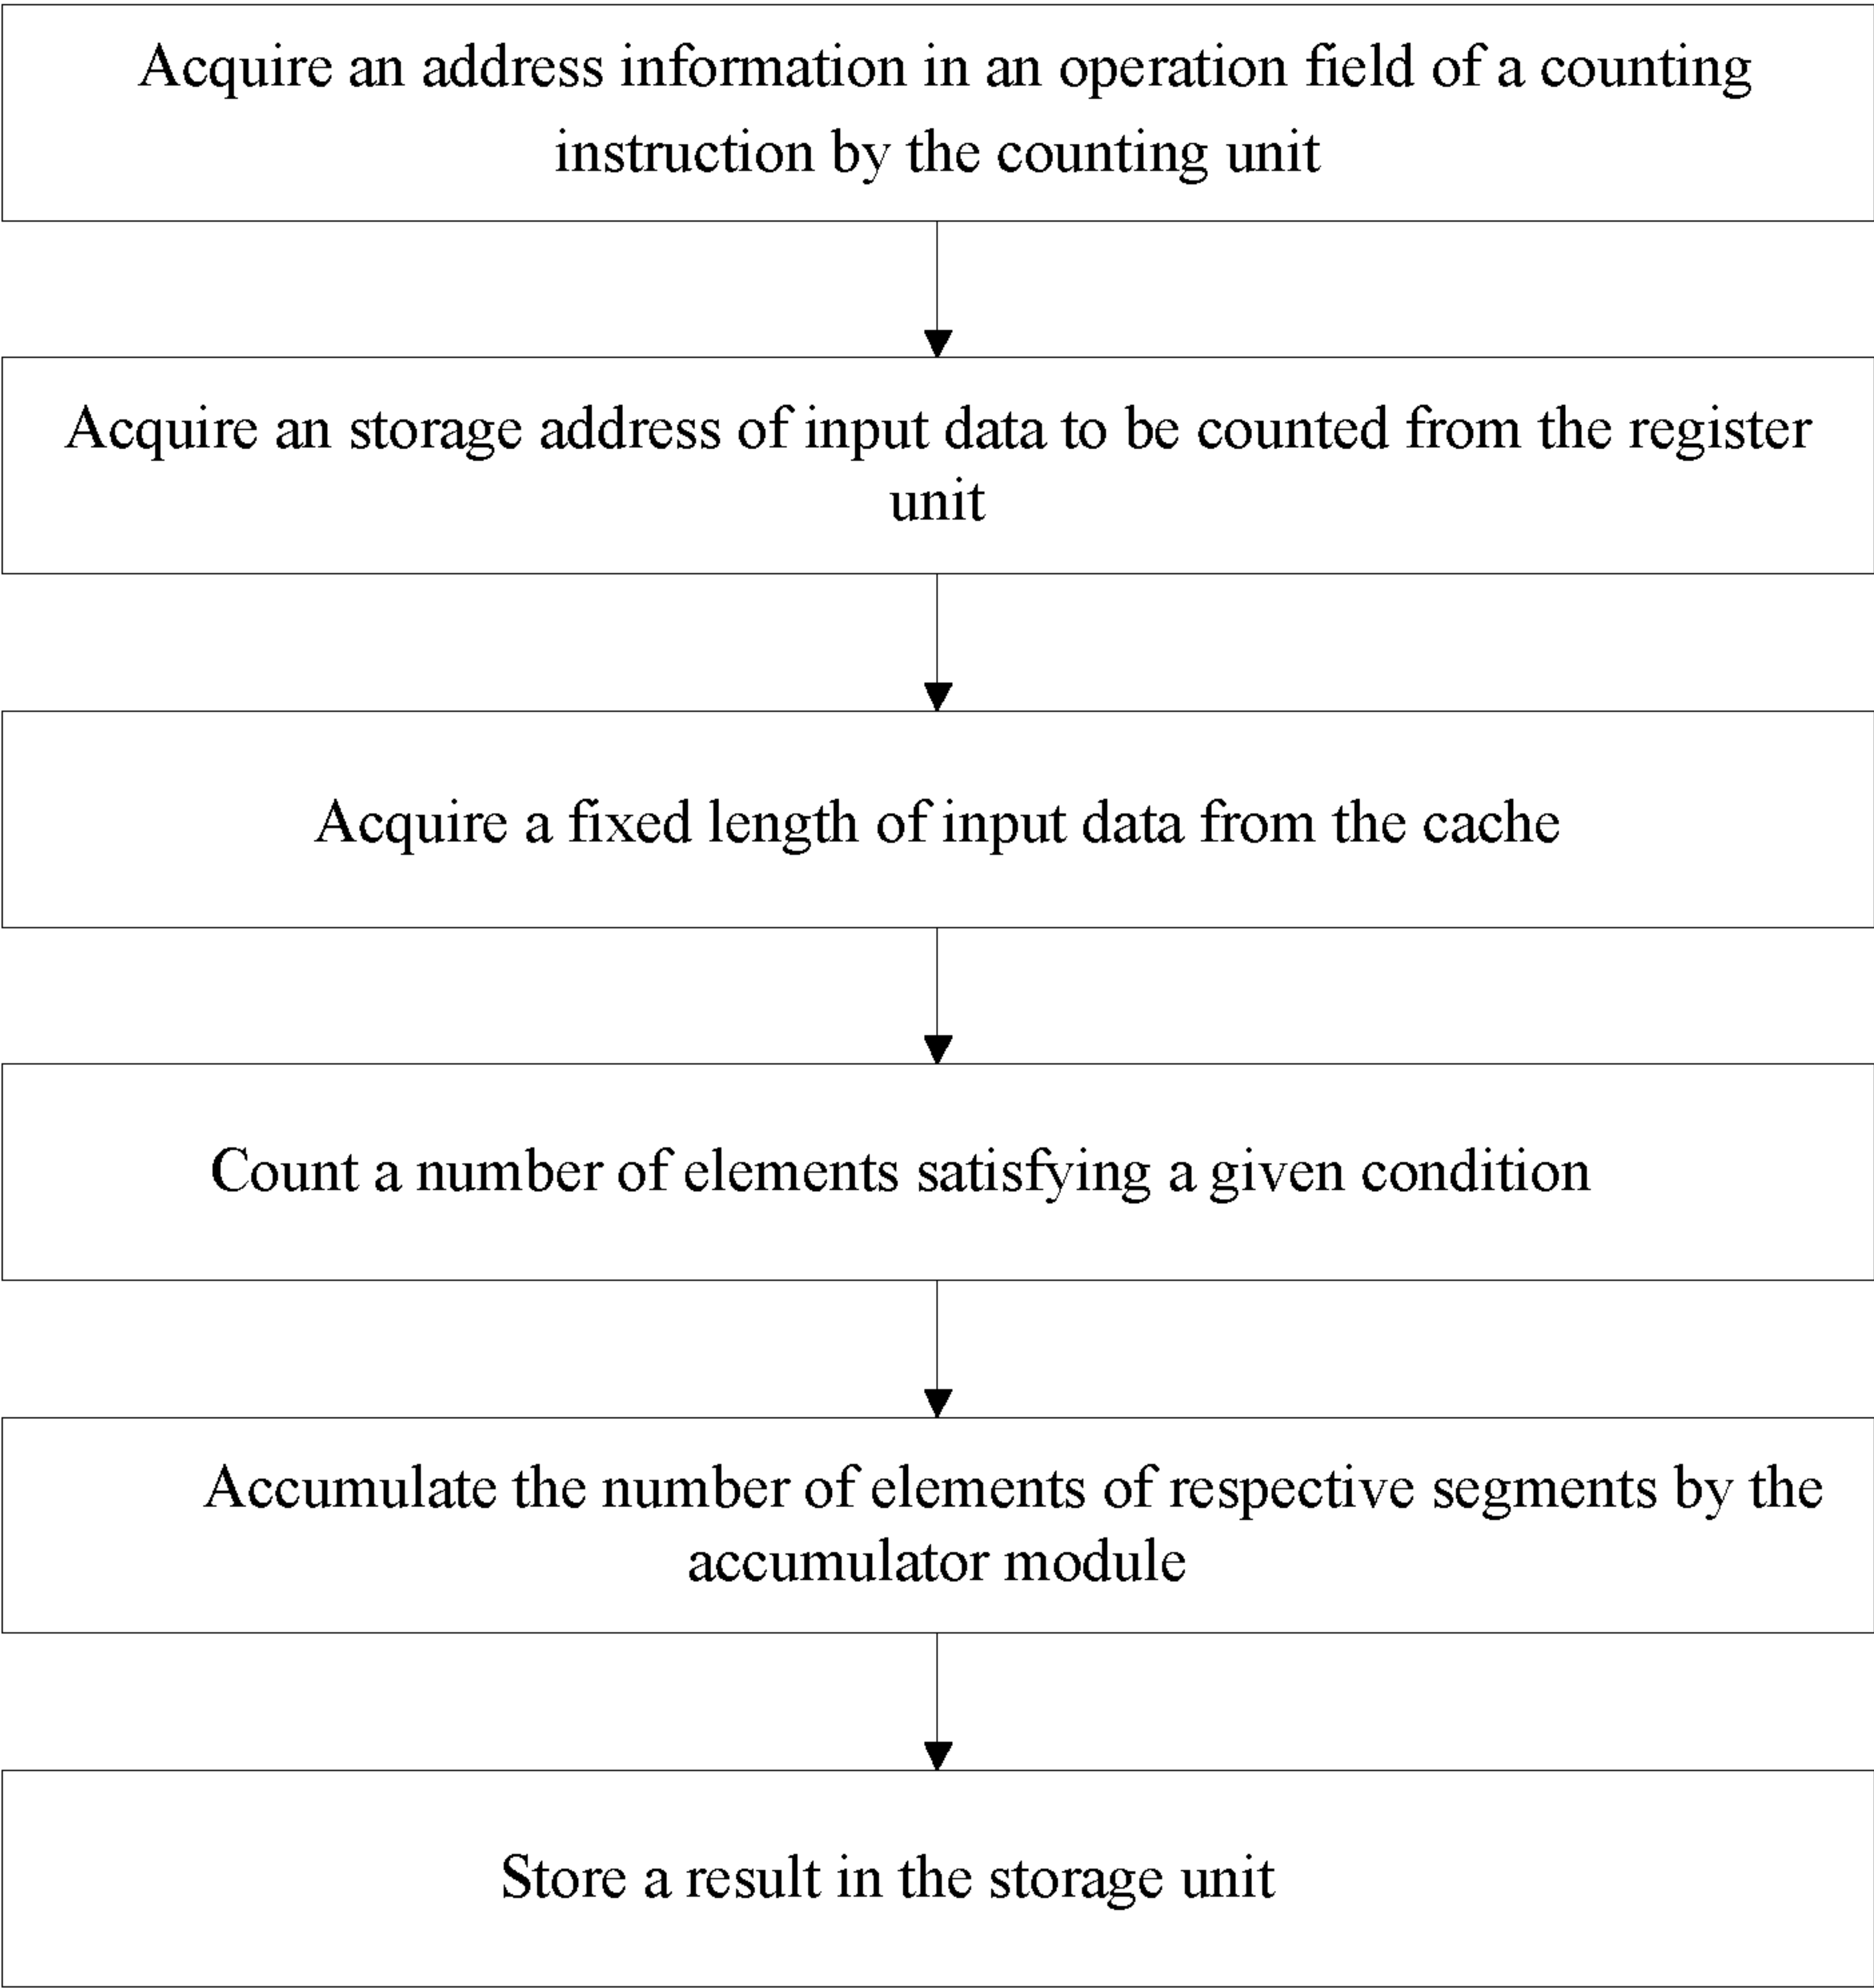 Acquire an address information in an operation field of a counting
instruction by the counting unit
Acquire an storage address of input data to be counted from the register
unit
Acquire a fixed length of input data from the cache
Count a number of elements satisfying a given condition
Accumulate the number of elements of respective segments by the
accumulator module
Store a result in the storage unit